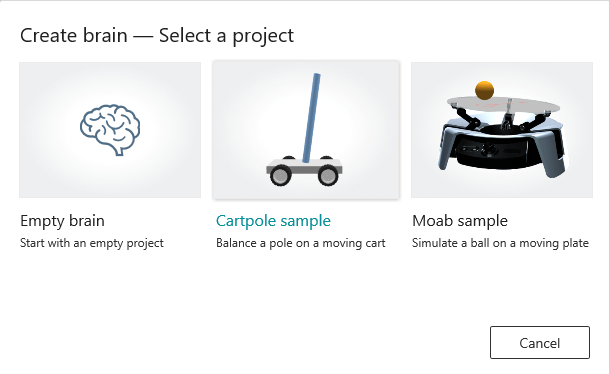 Create brain — Select a project
Empty brain
Start with an empty project
Cartpole sample
Balance a pole on a moving cart
Moab sample
Simulate a ball on a moving plate
Cancel